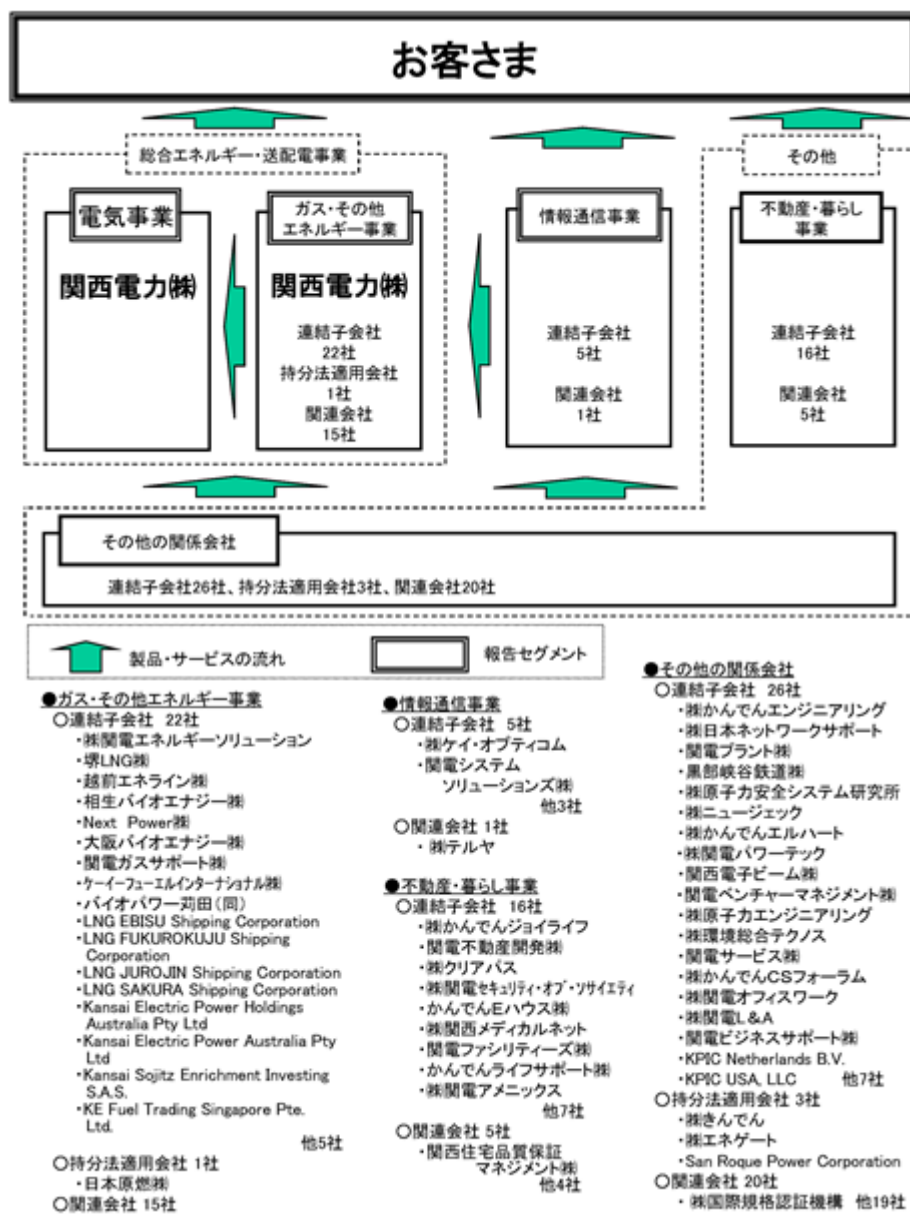 お客さま
総合エネルギー・送配電事業
その他
電気事業
関西電力㈱
ガス・その他
エネルギー事業
関西電力㈱
連結子会社
22社
持分法適用会社
1社
関連会社
15社
情報通信事業
連結子会社
5社
関連会社
1社
不動産・暮らし
事業
連結子会社
16社
関連会社
5社
その他の関係会社
連結子会社26社、持分法適用会社3社、関連会社20社
製品・サービスの流れ
報告セグメント
●ガス・その他エネルギー事業
○連結子会社 22社
・㈱関電エネルギーソリューション
・堺LNG㈱
・越前エネライン㈱
・相生バイオエナジー㈱
・Next Power㈱
・大阪バイオエナジー㈱
・関電ガスサポート㈱
・ケーイーフューエルインターナショナル㈱
・バイオパワー苅田(同)
・LNG EBISU Shipping Corporation
・LNG FUKUROKUJU Shipping
Corporation
・LNG JUROJIN Shipping Corporation
・LNG SAKURA Shipping Corporation
・Kansai Electric Power Holdings
Australia Pty Ltd
・Kansai Electric Power Australia Pty
Ltd
・Kansai Sojitz Enrichment Investing
S.A.S.
・KE Fuel Trading Singapore Pte.
Ltd.
他5社
○持分法適用会社 1社
・日本原燃㈱
○関連会社 15社
●情報通信事業
○連結子会社 5社
・㈱ケイ・オプティコム
・関電システム
ソリューションズ㈱
他3社
○関連会社 1社
・㈱テルヤ
●不動産・暮らし事業
○連結子会社 16社
・㈱かんでんジョイライフ
・関電不動産開発㈱
・㈱クリアパス
・㈱関電セキュリティ・オブ・ソサイエティ
・かんでんEハウス㈱
・㈱関西メディカルネット
・関電ファシリティーズ㈱
・かんでんライフサポート㈱
・㈱関電アメニックス
他7社
○関連会社 5社
・関西住宅品質保証
マネジメント㈱
他4社
●その他の関係会社
○連結子会社 26社
・㈱かんでんエンジニアリング
・㈱日本ネットワークサポート
・関電プラント㈱
・黒部峡谷鉄道㈱
・㈱原子力安全システム研究所
・㈱ニュージェック
・㈱かんでんエルハート
・㈱関電パワーテック
・関西電子ビーム㈱
・関電ベンチャーマネジメント㈱
・㈱原子力エンジニアリング
・㈱環境総合テクノス
・関電サービス㈱
・㈱かんでんCSフォーラム
・㈱関電オフィスワーク
・㈱関電L&A
・関電ビジネスサポート㈱
・KPIC Netherlands B.V.
・KPIC USA, LLC 他7社
○持分法適用会社 3社
・㈱きんでん
・㈱エネゲート
・San Roque Power Corporation
○関連会社 20社
・㈱国際規格認証機構 他19社